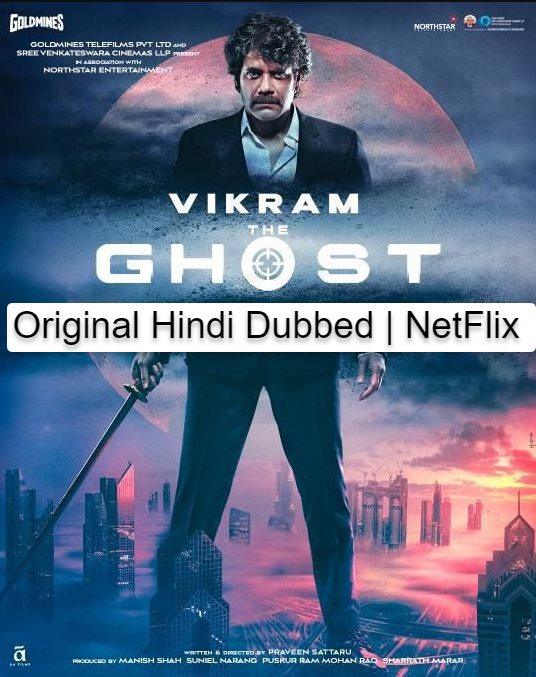 GOLDMINES
GOLDMINES TELEFILMS PVT LTD AND
SREE VENKATESWARA CINEMAS LLP PRESENT
IN ASSOCIATION WITH
NORTHSTAR ENTERTAINMENT
NORTHSTAR
VIKRAM
THE
GHOST
Original Hindi Dubbed | NetFlix
WRITTEN & DIRECTED BY PRAVEEN SATTARU
PRODUCED BY MANISH SHAH SUNIEL NARANG PUSKUR RAM MOHAN RAO SHARRATH MARAR